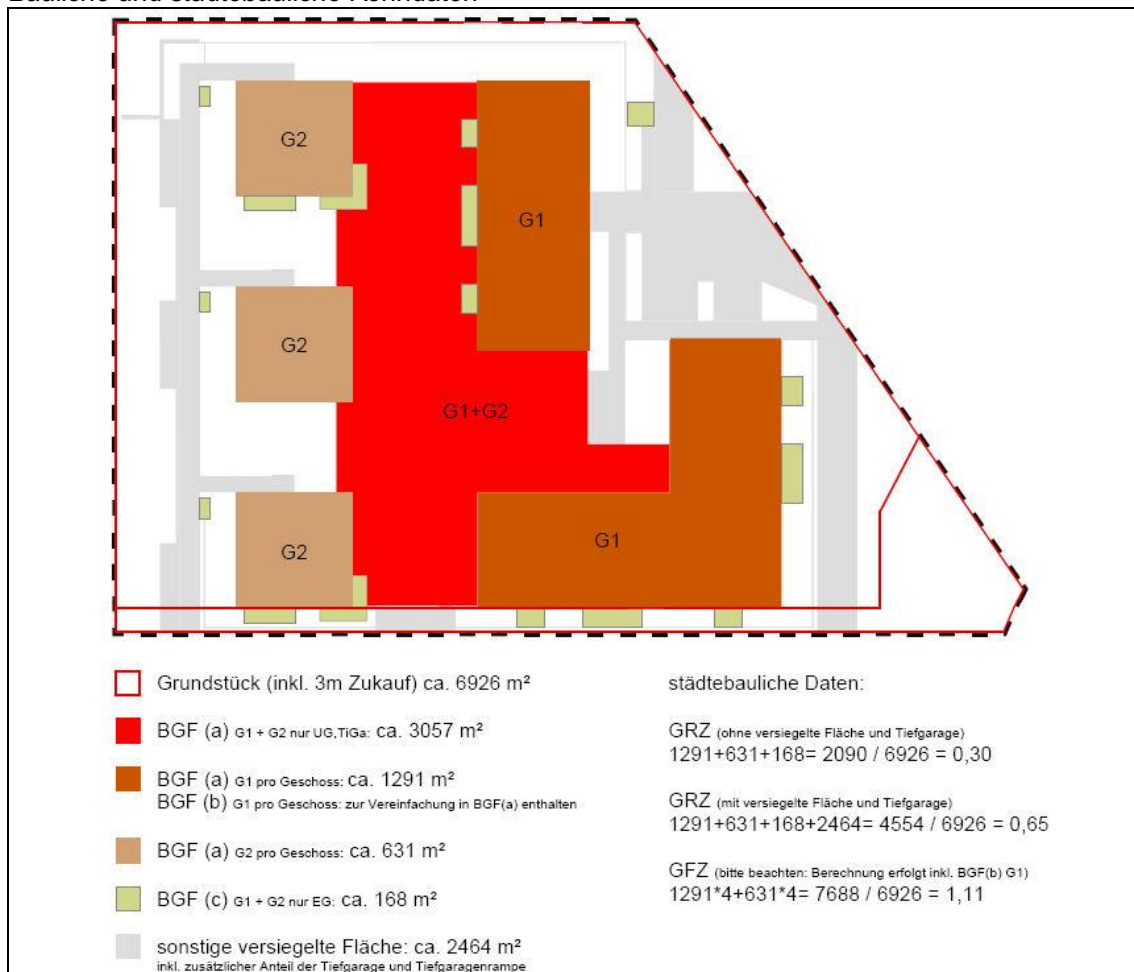 Bauliche und städtebauliche Kenndaten
G2
G1
G2
G1+G2
G2
G1
Grundstück (inkl. 3m Zukauf) ca. 6926 m²
BGF (a) G1 + G2 nur UG,TiGa: ca. 3057 m²
BGF (a) G1 pro Geschoss: ca. 1291 m²
BGF (b) G1 pro Geschoss: zur Vereinfachung in BGF(a) enthalten
BGF (a) G2 pro Geschoss: ca. 631 m²
BGF (c) G1 + G2 nur EG: ca. 168 m²
sonstige versiegelte Fläche: ca. 2464 m²
inkl. zusätzlicher Anteil der Tiefgarage und Tiefgaragenrampe
städtebauliche Daten:
GRZ (ohne versiegelte Fläche und Tiefgarage)
1291+631+168= 2090 / 6926 = 0,30
GRZ (mit versiegelte Fläche und Tiefgarage)
1291+631+168+2464= 4554 / 6926 = 0,65
GFZ (bitte beachten: Berechnung erfolgt inkl. BGF(b) G1)
1291*4+631*4= 7688 / 6926 = 1,11